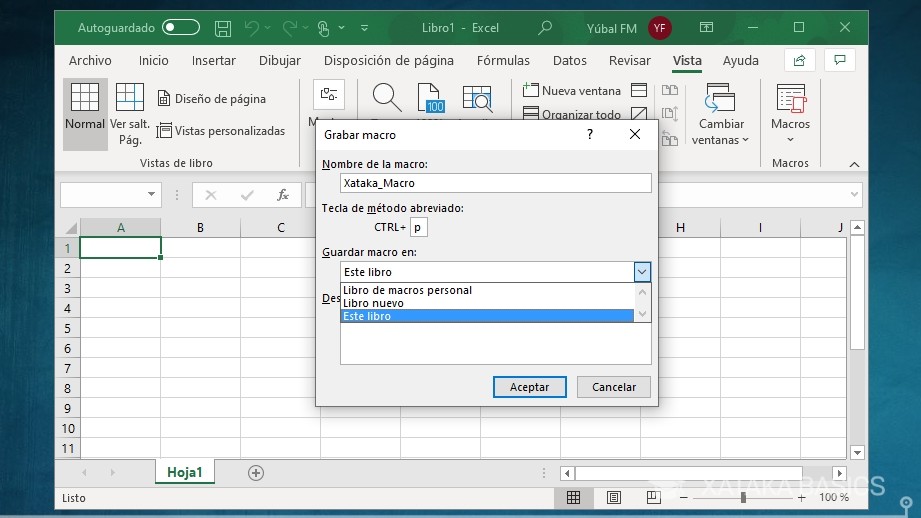 Autoguardado
Libro1 - Excel
Yúbal FM
YF
Archivo Inicio Insertar Dibujar Disposición de página Fórmulas Datos Revisar Vista Ayuda
Normal
Ver salt.
Pág.
Diseño de página
Vistas personalizadas
Vistas de libro
100
Nueva ventana
Organizar todo
Cambiar
ventanas
Macros
Macros
fx
Grabar macro
?
Nombre de la macro:
Xataka_Macro
Tecla de método abreviado:
CTRL+ p
Guardar macro en:
Este libro
Libro de macros personal
Libro nuevo
Este libro
Aceptar Cancelar
A B C H I J
1
2
3
4
5
6
7
8
9
10
11
Hoja1
Listo
100 %
XATAKA BASICS